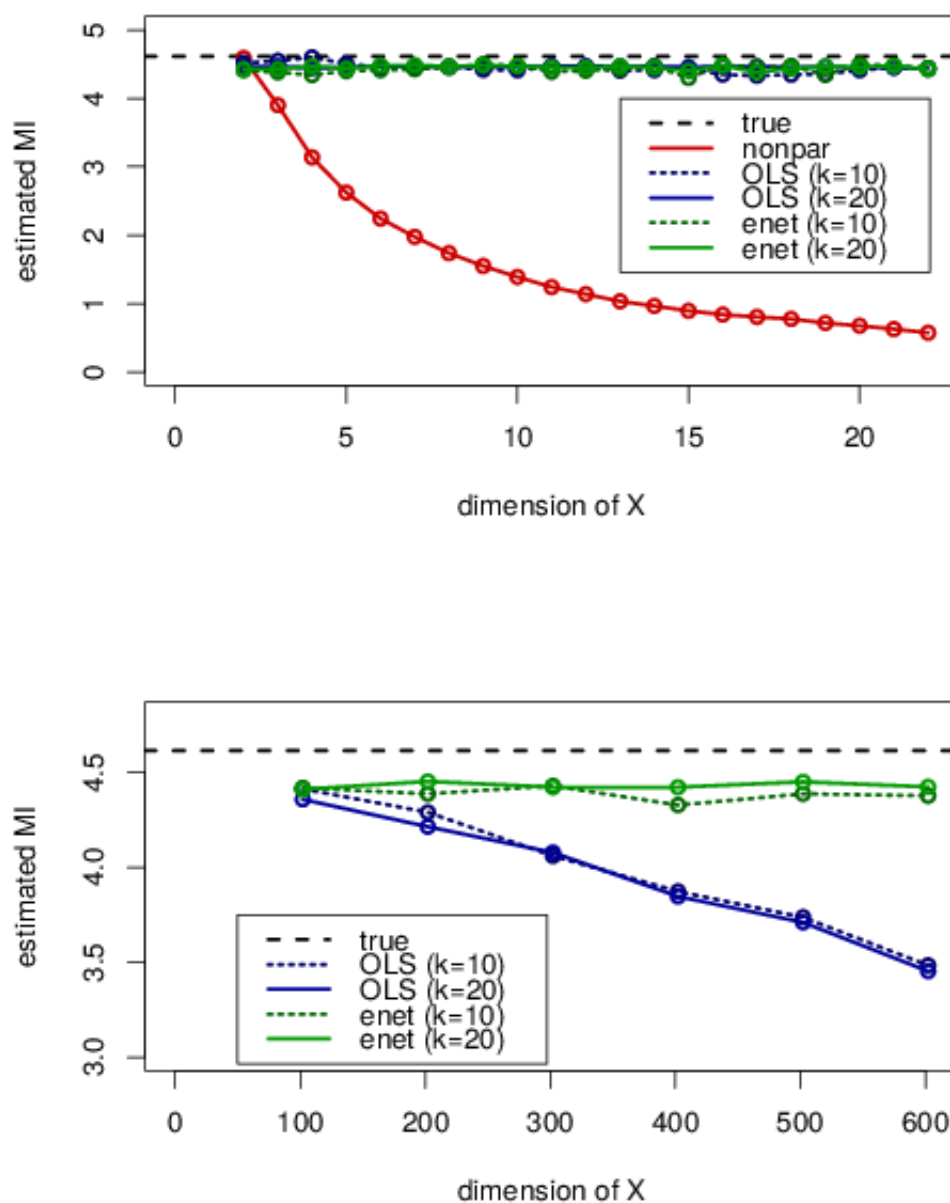 estimated MI
5
4
3
2
1
0
true
nonpar
OLS (k=10)
OLS (k=20)
enet (k=10)
enet (k=20)
0 5 10 15 20
dimension of X
estimated MI
4.5
4.0
3.5
3.0
true
OLS (k=10)
OLS (k=20)
enet (k=10)
enet (k=20)
0 100 200 300 400 500 600
dimension of X